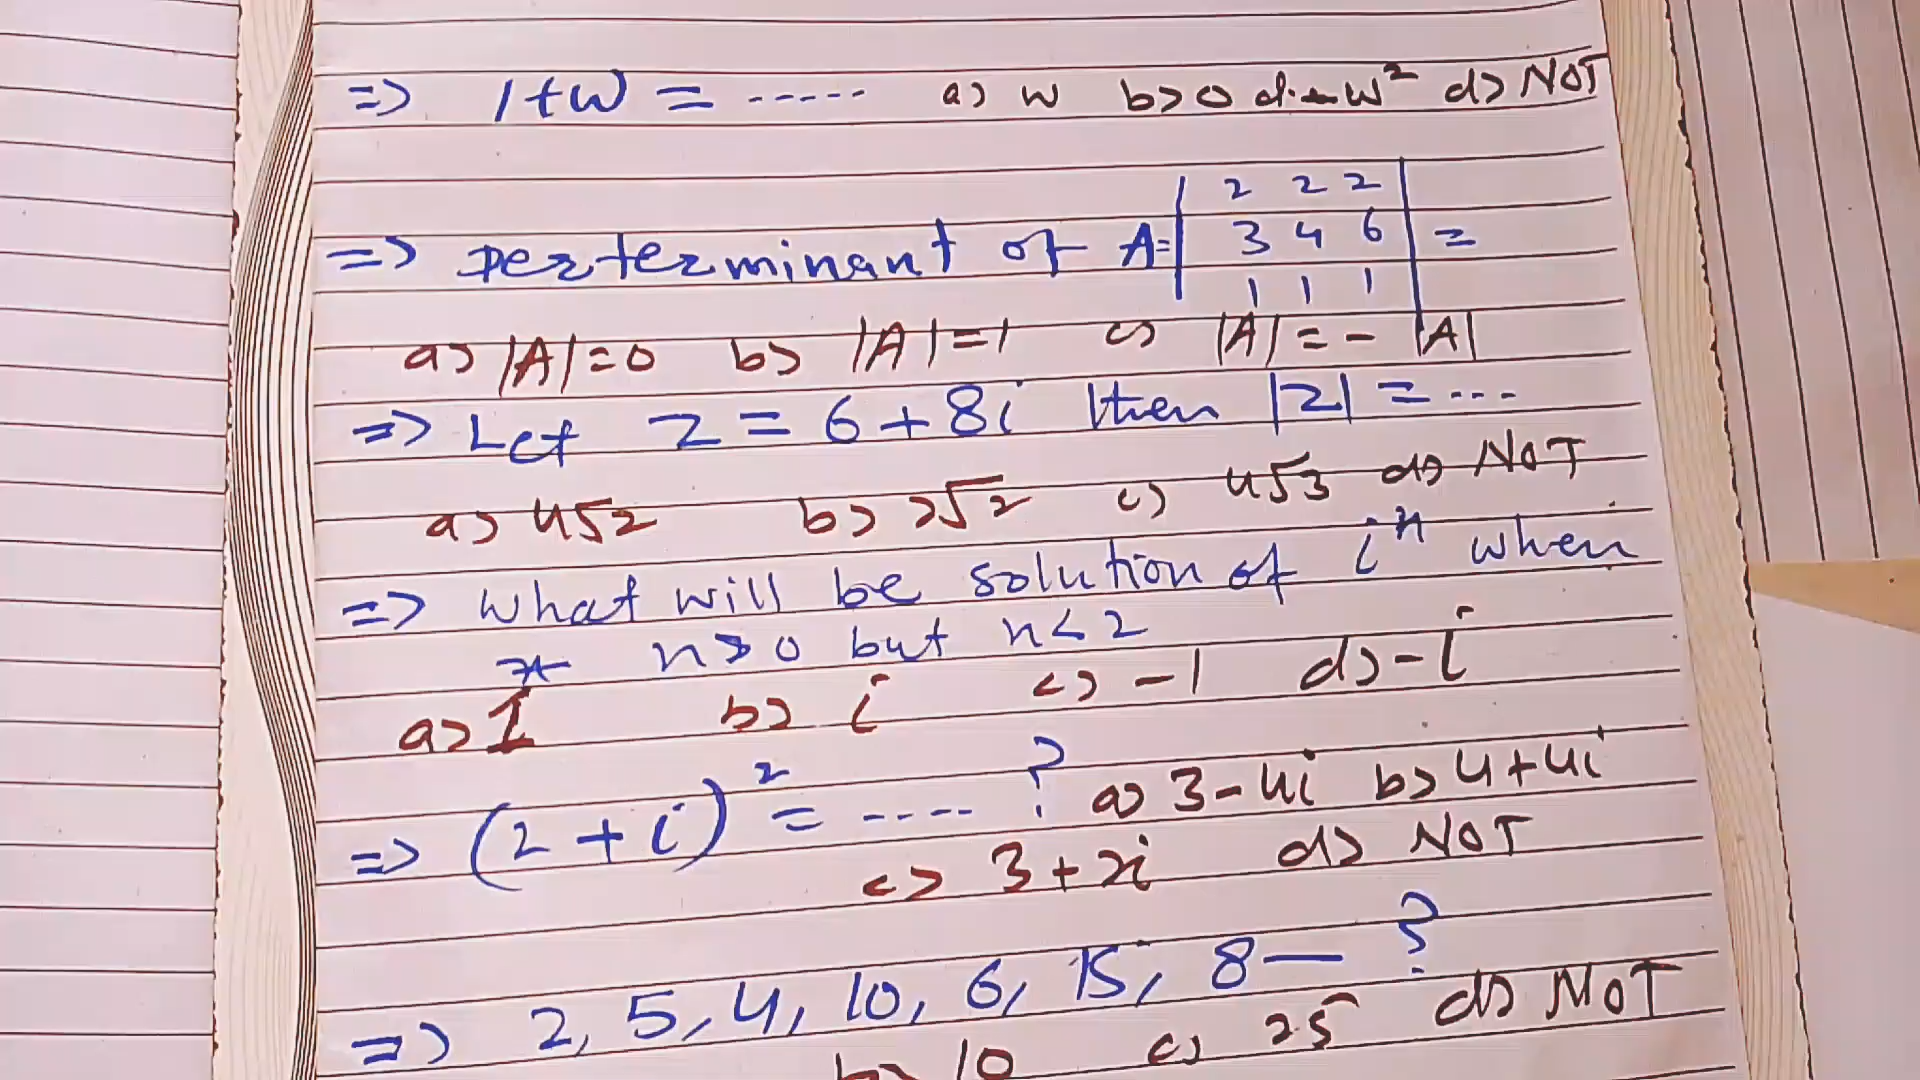 => 1+w = ----- a) w b) 0 d. -w² d) NOT
2 2 2
=> Determinant of A= 3 4 6 =
1 1 1
a) |A|=0 b) |A|=1 c) |A| = - |A|
=> Let z = 6+8i then |z| = ...
a) 4√2 b) 2√2 c) 4√3 d) NOT
=> what will be solution of iⁿ when
n>0 but n<2
a) 1 b) i c) -1 d) -i
=> (2+i)² = ---- ? a) 3-4i b) 4+4i
c) 3+2i d) NOT
=> 2, 5, 4, 10, 6, 15, 8 — ?
b) 10 c) 25 d) NOT